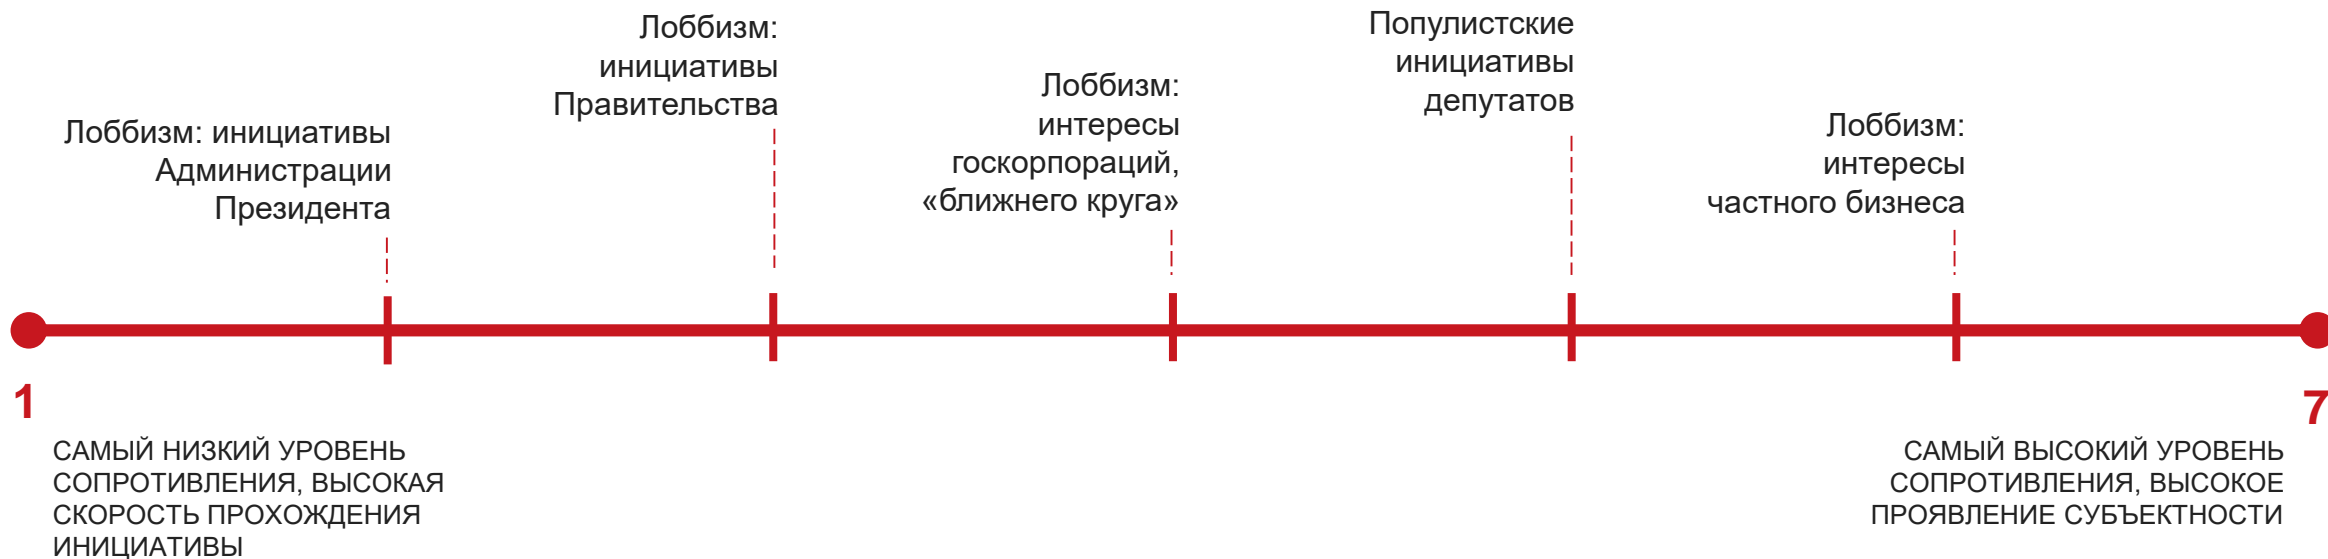 Лоббизм: инициативы
Администрации
Президента
Лоббизм:
инициативы
Правительства
Лоббизм:
интересы
госкорпораций,
«ближнего круга»
Популистские
инициативы
депутатов
Лоббизм:
интересы
частного бизнеса
1
7
САМЫЙ НИЗКИЙ УРОВЕНЬ
СОПРОТИВЛЕНИЯ, ВЫСОКАЯ
СКОРОСТЬ ПРОХОЖДЕНИЯ
ИНИЦИАТИВЫ
САМЫЙ ВЫСОКИЙ УРОВЕНЬ
СОПРОТИВЛЕНИЯ, ВЫСОКОЕ
ПРОЯВЛЕНИЕ СУБЪЕКТНОСТИ